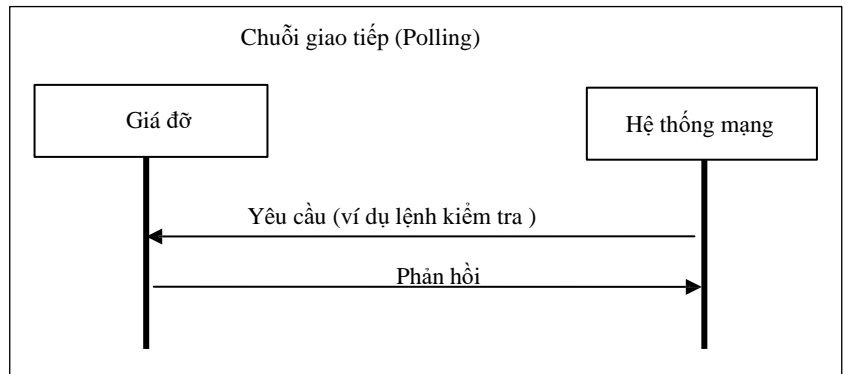 Chuỗi giao tiếp (Polling)
Giá đỡ
Hệ thống mạng
Yêu cầu (ví dụ lệnh kiểm tra )
Phản hồi